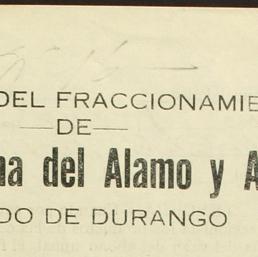 DEL FRACCIONAMIE
—DE—
na del Alamo y A
DO DE DURANGO